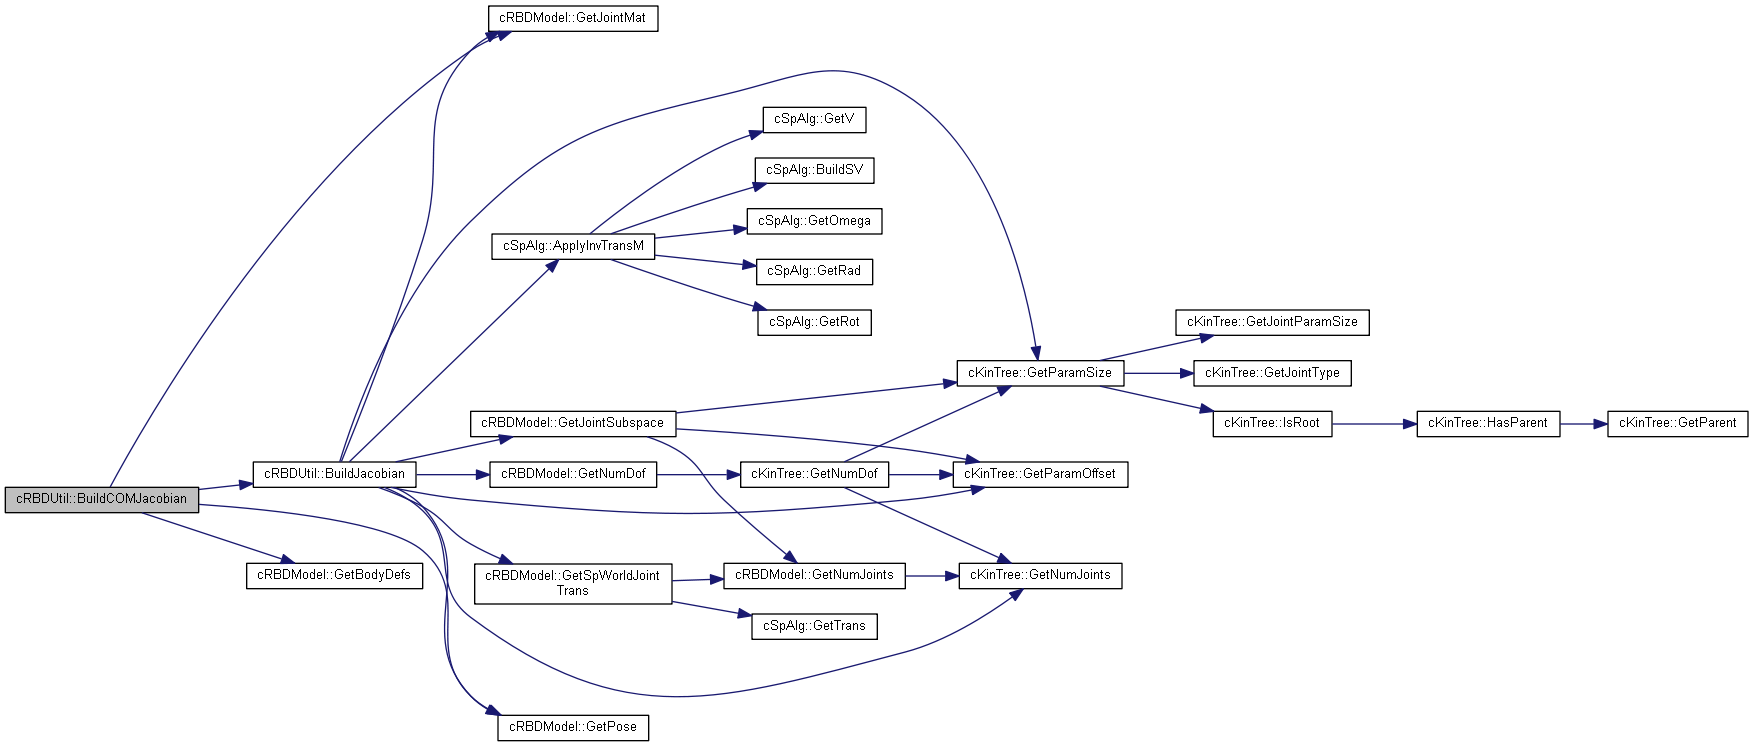 cRBDModel::GetJointMat
cSpAlg::GetV
cSpAlg::BuildSV
cSpAlg::GetOmega
cSpAlg::ApplyInvTransM
cSpAlg::GetRad
cSpAlg::GetRot
cKinTree::GetJointParamSize
cKinTree::GetParamSize
cKinTree::GetJointType
cRBDModel::GetJointSubspace
cKinTree::IsRoot
cKinTree::HasParent
cKinTree::GetParent
cRBDUtil::BuildJacobian
cRBDModel::GetNumDof
cKinTree::GetNumDof
cKinTree::GetParamOffset
cRBDUtil::BuildCOMJacobian
cRBDModel::GetBodyDefs
cRBDModel::GetSpWorldJoint
Trans
cRBDModel::GetNumJoints
cKinTree::GetNumJoints
cSpAlg::GetTrans
cRBDModel::GetPose